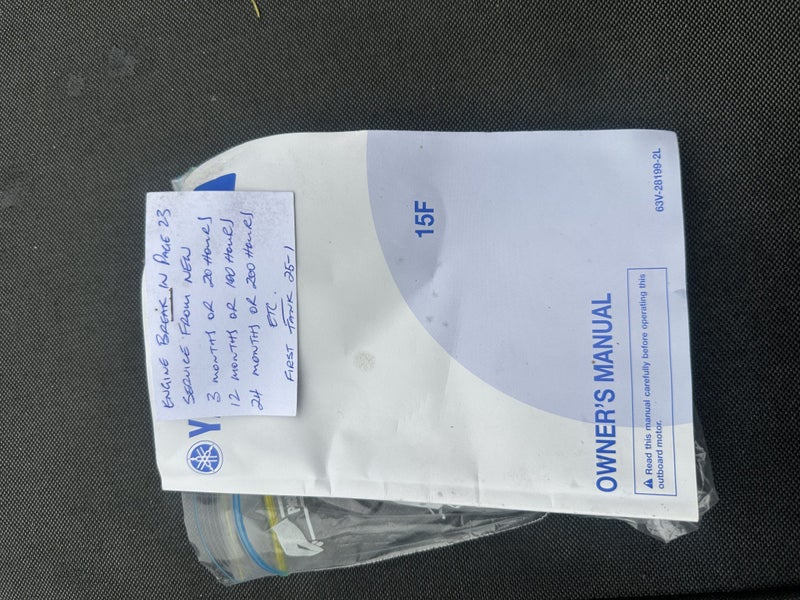 ENGINE BREAK IN PAGE 23
SERVICE FROM NEW
3 MONTHS OR 20 HOURS
12 MONTHS OR 100 HOURS
24 MONTHS OR 200 HOURS
ETC.
FIRST TANK 25-1
Y
15F
OWNER'S MANUAL
Read this manual carefully before operating this
outboard motor.
63V-28199-2L